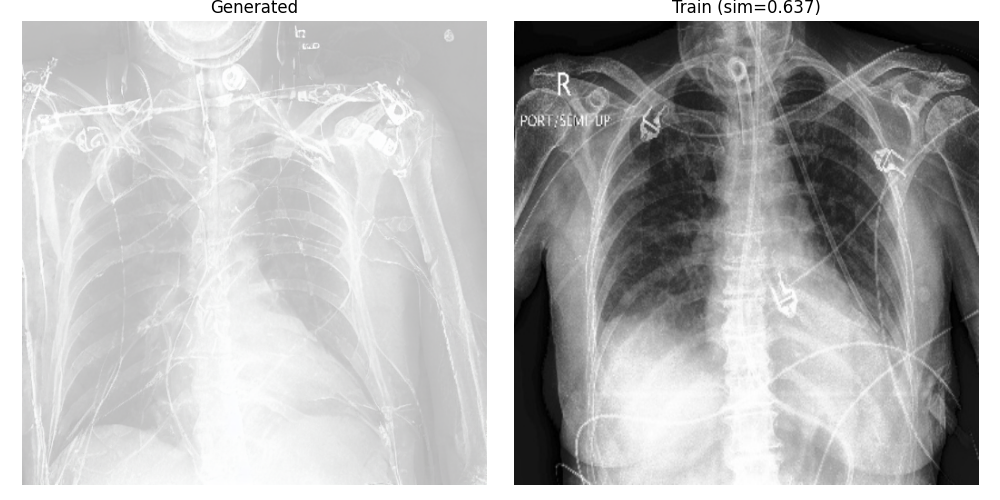 Generated
Train (sim=0.637)
R
PORT/SEMI-UP